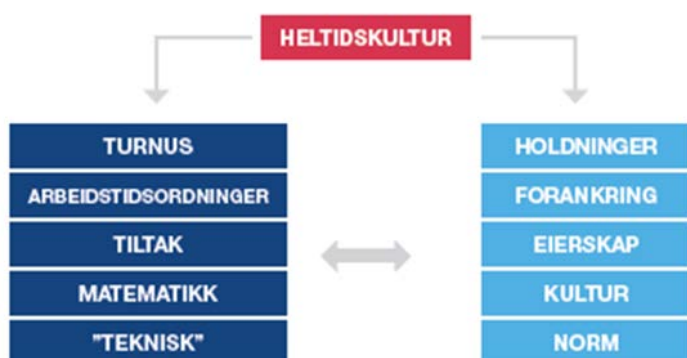 HELTIDSKULTUR
TURNUS
ARBEIDSTIDSORDNINGER
TILTAK
MATEMATIKK
"TEKNISK"
HOLDNINGER
FORANKRING
EIERSKAP
KULTUR
NORM